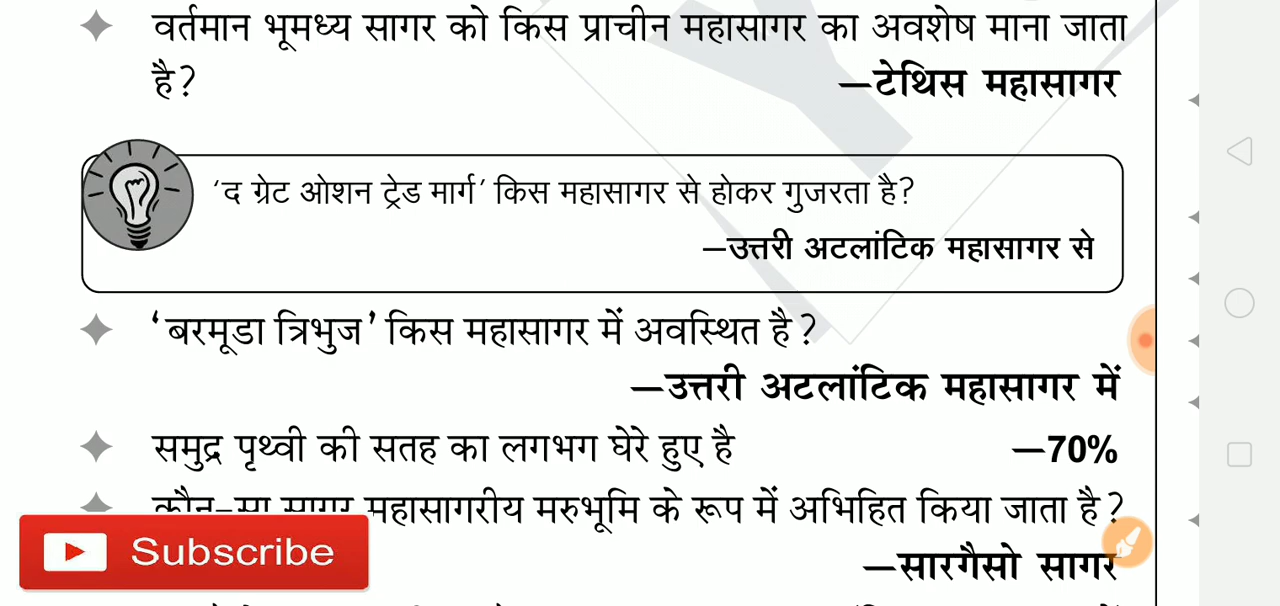 वर्तमान भूमध्य सागर को किस प्राचीन महासागर का अवशेष माना जाता
है? —टेथिस महासागर
'द ग्रेट ओशन ट्रेड मार्ग' किस महासागर से होकर गुजरता है?
—उत्तरी अटलांटिक महासागर से
'बरमूडा त्रिभुज' किस महासागर में अवस्थित है?
—उत्तरी अटलांटिक महासागर में
समुद्र पृथ्वी की सतह का लगभग घेरे हुए है —70%
कौन-सा सागर महासागरीय मरुभूमि के रूप में अभिहित किया जाता है?
—सारगैसो सागर
Subscribe